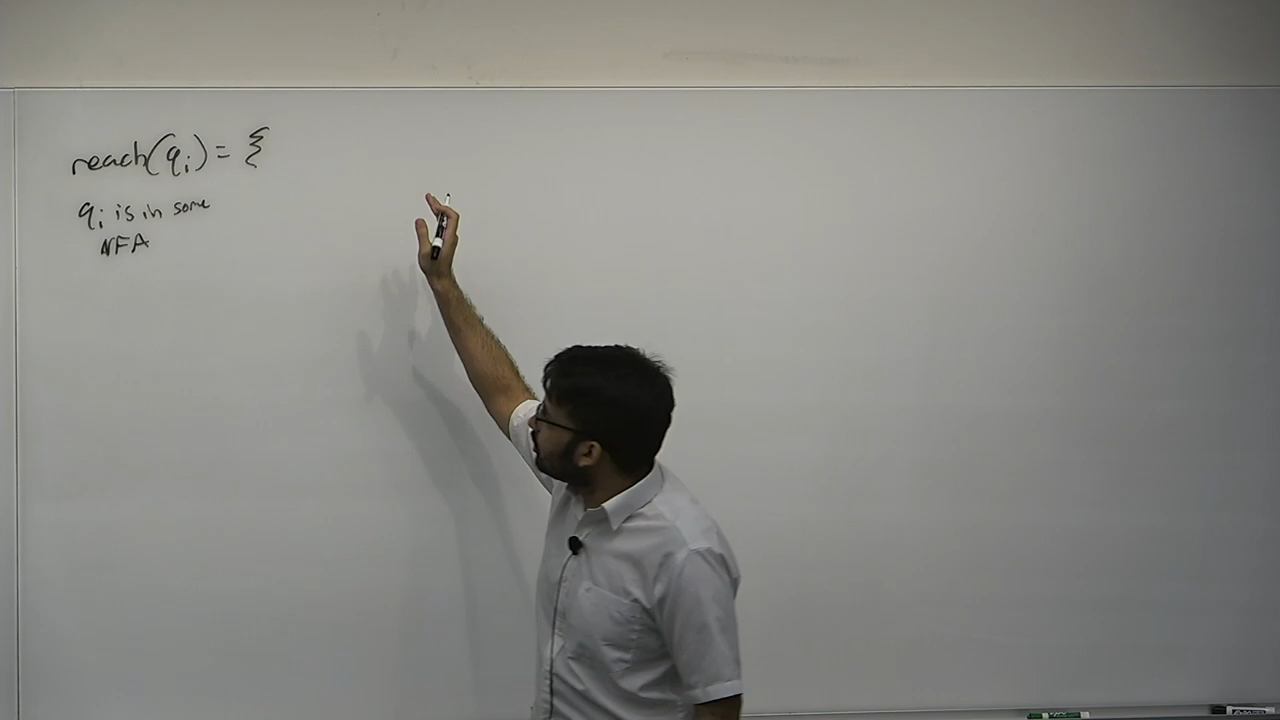 reach(qi) = {
qi is in some
NFA